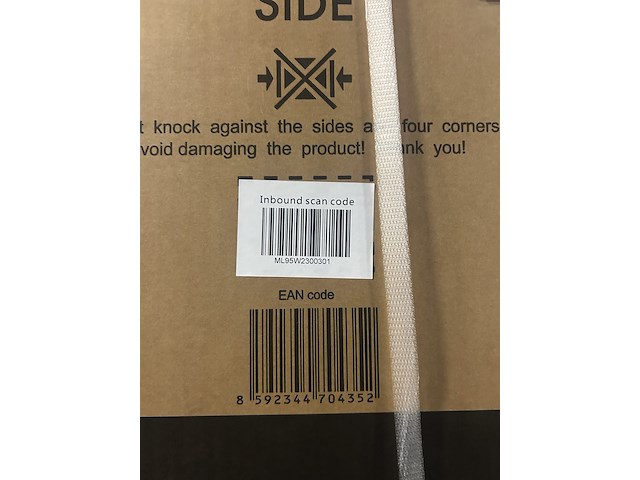 SIDE
t knock against the sides a four corners
void damaging the product! nk you!
Inbound scan code
ML95W2300301
EAN code
8 592344 704352